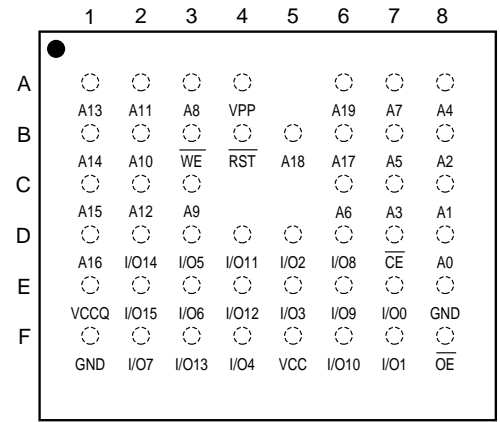 1 2 3 4 5 6 7 8
A
A13 A11 A8 VPP A19 A7 A4
B
A14 A10 WE RST A18 A17 A5 A2
C
A15 A12 A9 A6 A3 A1
D
A16 I/O14 I/O5 I/O11 I/O2 I/O8 CE A0
E
VCCQ I/O15 I/O6 I/O12 I/O3 I/O9 I/O0 GND
F
GND I/O7 I/O13 I/O4 VCC I/O10 I/O1 OE